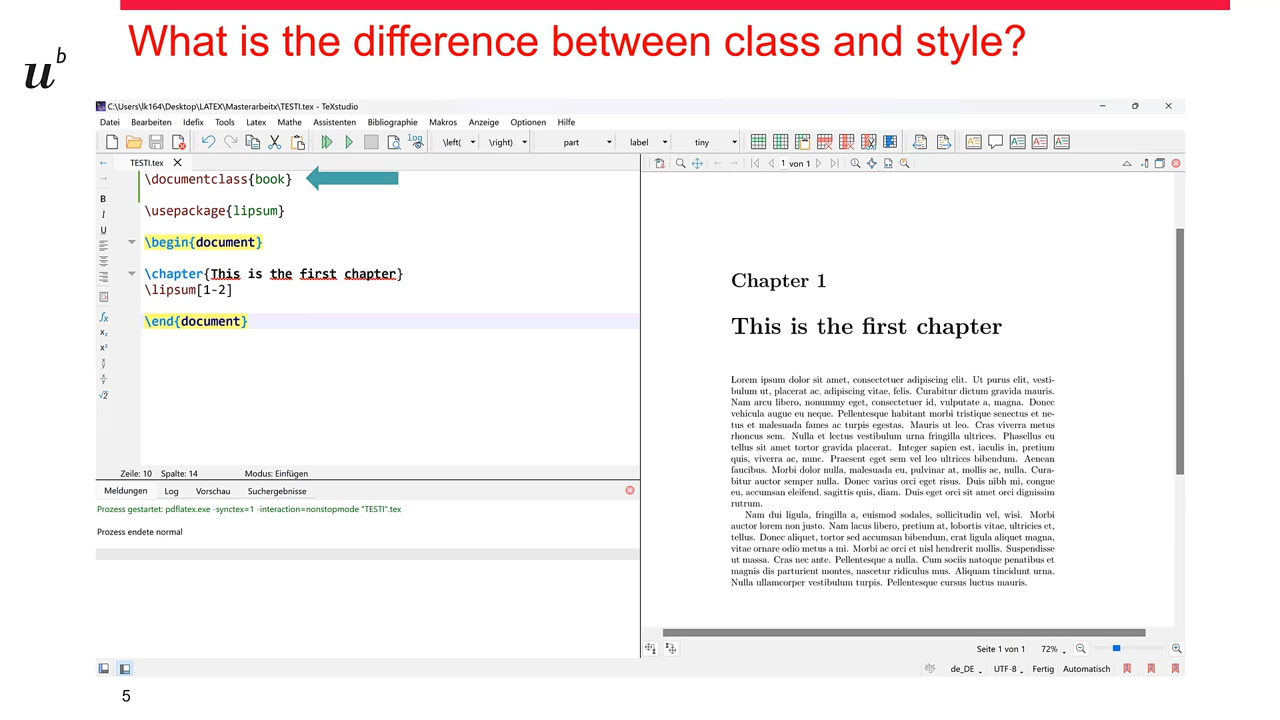 What is the difference between class and style?
u b
C:\Users\lk164\Desktop\LATEX\Masterarbeitx\TESTI.tex - TeXstudio
Datei Bearbeiten Idefix Tools Latex Mathe Assistenten Bibliographie Makros Anzeige Optionen Hilfe
log \left( \right) part label tiny
TESTI.tex
1 von 1
\documentclass{book}
\usepackage{lipsum}
\begin{document}
\chapter{This is the first chapter}
\lipsum[1-2]
\end{document}
B
I
U
Zeile: 10 Spalte: 14 Modus: Einfügen
Meldungen Log Vorschau Suchergebnisse
Prozess gestartet: pdflatex.exe -synctex=1 -interaction=nonstopmode "TESTI".tex
Prozess endete normal
Chapter 1
This is the first chapter
Lorem ipsum dolor sit amet, consectetuer adipiscing elit. Ut purus elit, vesti-
bulum ut, placerat ac, adipiscing vitae, felis. Curabitur dictum gravida mauris.
Nam arcu libero, nonummy eget, consectetuer id, vulputate a, magna. Donec
vehicula augue eu neque. Pellentesque habitant morbi tristique senectus et ne-
tus et malesuada fames ac turpis egestas. Mauris ut leo. Cras viverra metus
rhoncus sem. Nulla et lectus vestibulum urna fringilla ultrices. Phasellus eu
tellus sit amet tortor gravida placerat. Integer sapien est, iaculis in, pretium
quis, viverra ac, nunc. Praesent eget sem vel leo ultrices bibendum. Aenean
faucibus. Morbi dolor nulla, malesuada eu, pulvinar at, mollis ac, nulla. Cura-
bitur auctor semper nulla. Donec varius orci eget risus. Duis nibh mi, congue
eu, accumsan eleifend, sagittis quis, diam. Duis eget orci sit amet orci dignissim
rutrum.
Nam dui ligula, fringilla a, euismod sodales, sollicitudin vel, wisi. Morbi
auctor lorem non justo. Nam lacus libero, pretium at, lobortis vitae, ultricies et,
tellus. Donec aliquet, tortor sed accumsan bibendum, erat ligula aliquet magna,
vitae ornare odio metus a mi. Morbi ac orci et nisl hendrerit mollis. Suspendisse
ut massa. Cras nec ante. Pellentesque a nulla. Cum sociis natoque penatibus et
magnis dis parturient montes, nascetur ridiculus mus. Aliquam tincidunt urna.
Nulla ullamcorper vestibulum turpis. Pellentesque cursus luctus mauris.
Seite 1 von 1 72%
de_DE UTF-8 Fertig Automatisch
5